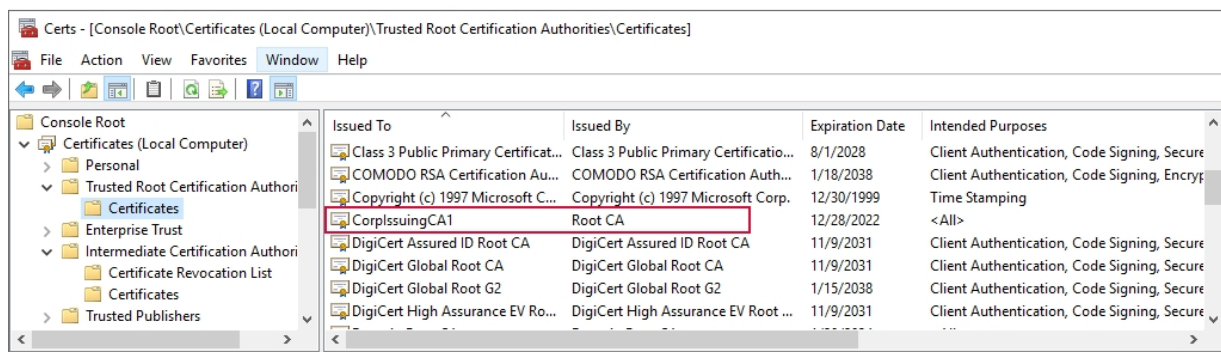 Certs - [Console Root\Certificates (Local Computer)\Trusted Root Certification Authorities\Certificates]
File Action View Favorites Window Help
Console Root
Certificates (Local Computer)
Personal
Trusted Root Certification Authori
Certificates
Enterprise Trust
Intermediate Certification Authori
Certificate Revocation List
Certificates
Trusted Publishers
Issued To Issued By Expiration Date Intended Purposes
Class 3 Public Primary Certificat... Class 3 Public Primary Certificatio... 8/1/2028 Client Authentication, Code Signing, Secure
COMODO RSA Certification Au... COMODO RSA Certification Auth... 1/18/2038 Client Authentication, Code Signing, Encryp
Copyright (c) 1997 Microsoft C... Copyright (c) 1997 Microsoft Corp. 12/30/1999 Time Stamping
CorpIssuingCA1 Root CA 12/28/2022 <All>
DigiCert Assured ID Root CA DigiCert Assured ID Root CA 11/9/2031 Client Authentication, Code Signing, Secure
DigiCert Global Root CA DigiCert Global Root CA 11/9/2031 Client Authentication, Code Signing, Secure
DigiCert Global Root G2 DigiCert Global Root G2 1/15/2038 Client Authentication, Code Signing, Secure
DigiCert High Assurance EV Ro... DigiCert High Assurance EV Root ... 11/9/2031 Client Authentication, Code Signing, Secure